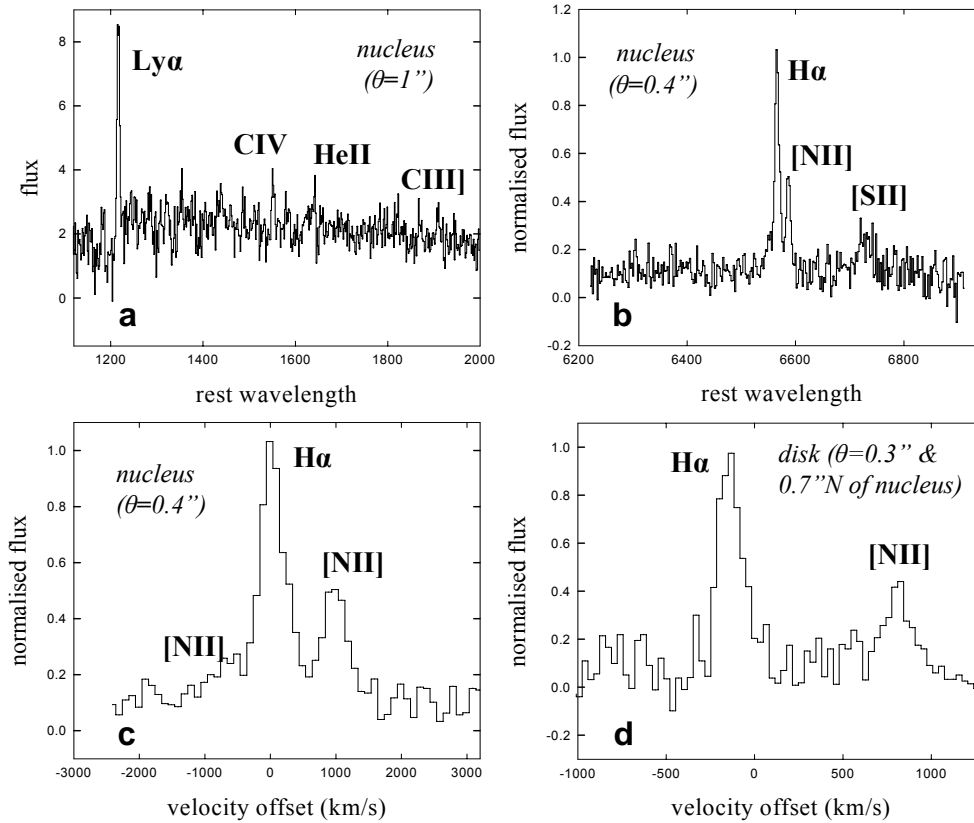 8
6
4
2
0
flux
Lyα
nucleus
(θ=1”)
CIV
HeII
CIII]
a
1200 1400 1600 1800 2000
rest wavelength
1.2
1.0
0.8
0.6
0.4
0.2
0.0
-0.2
normalised flux
nucleus
(θ=0.4”)
Hα
[NII]
[SII]
b
6200 6400 6600 6800
rest wavelength
1.0
0.8
0.6
0.4
0.2
0.0
normalised flux
nucleus
(θ=0.4”)
Hα
[NII]
[NII]
c
-3000 -2000 -1000 0 1000 2000 3000
velocity offset (km/s)
1.0
0.8
0.6
0.4
0.2
0.0
-0.2
normalised flux
Hα
disk (θ=0.3” &
0.7”N of nucleus)
[NII]
d
-1000 -500 0 500 1000
velocity offset (km/s)